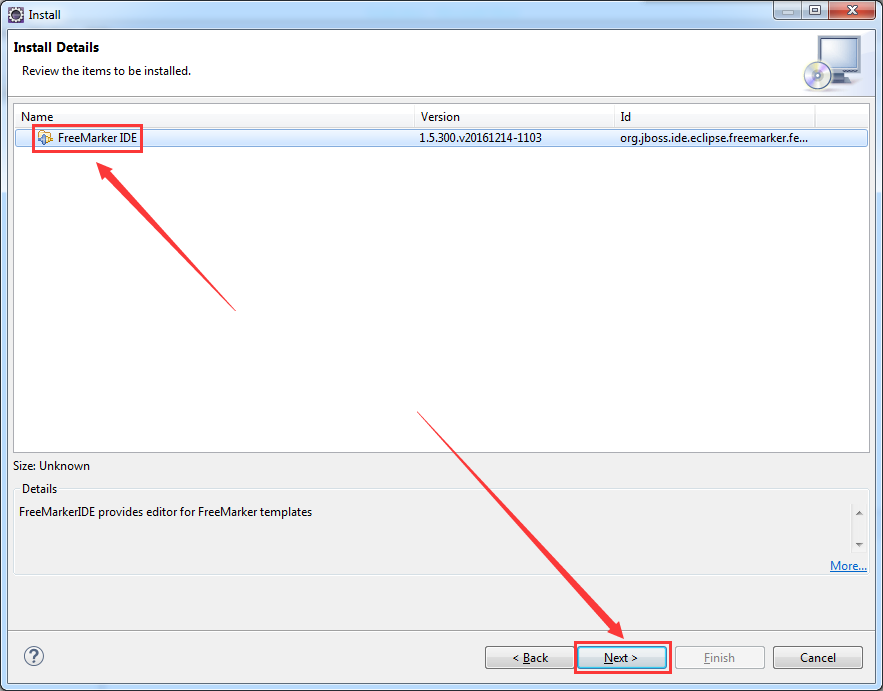 Install
Install Details
Review the items to be installed.
Name Version Id
FreeMarker IDE 1.5.300.v20161214-1103 org.jboss.ide.eclipse.freemarker.fe...
Size: Unknown
Details
FreeMarkerIDE provides editor for FreeMarker templates
More...
? < Back Next > Finish Cancel